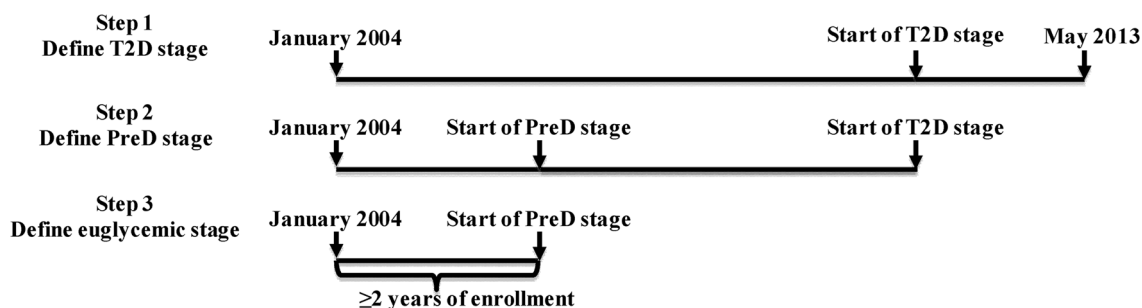 Step 1
Define T2D stage
January 2004
Start of T2D stage
May 2013
Step 2
Define PreD stage
January 2004
Start of PreD stage
Start of T2D stage
Step 3
Define euglycemic stage
January 2004
Start of PreD stage
≥2 years of enrollment